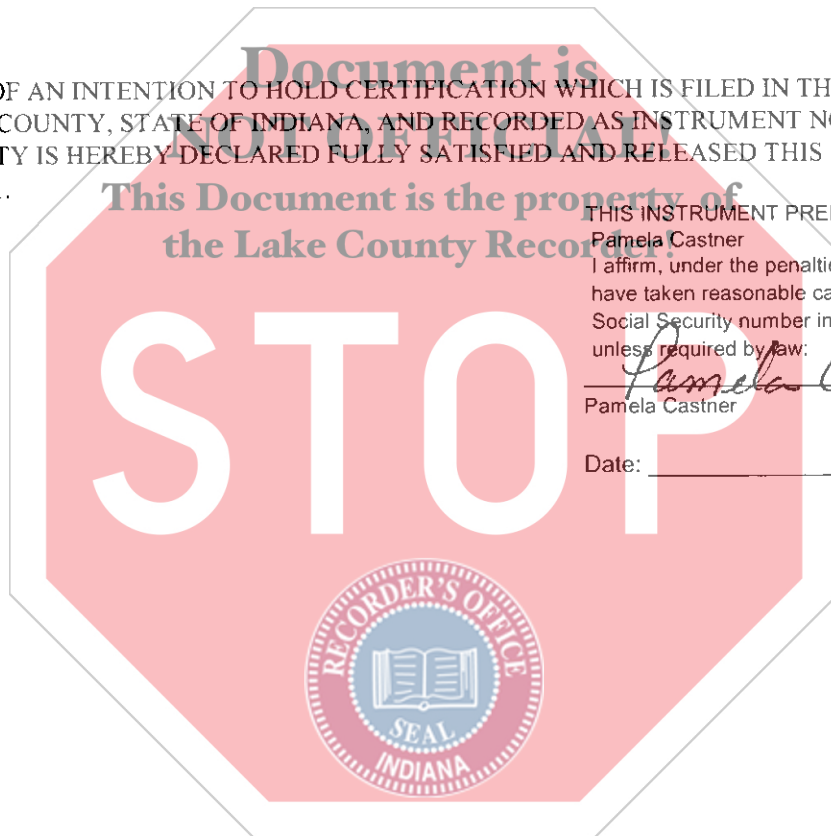 Document is
OF AN INTENTION TO HOLD CERTIFICATION WHICH IS FILED IN TH
COUNTY, STATE OF INDIANA, AND RECORDED AS INSTRUMENT NO
NOT OFFICIAL!
TY IS HEREBY DECLARED FULLY SATISFIED AND RELEASED THIS
This Document is the property of
the Lake County Recorder!
THIS INSTRUMENT PREI
Pamela Castner
I affirm, under the penaltie
have taken reasonable ca
Social Security number in
unless required by law:
Pamela C
Pamela Castner
Date:
STOP
RECORDER'S OFFICE
SEAL
INDIANA